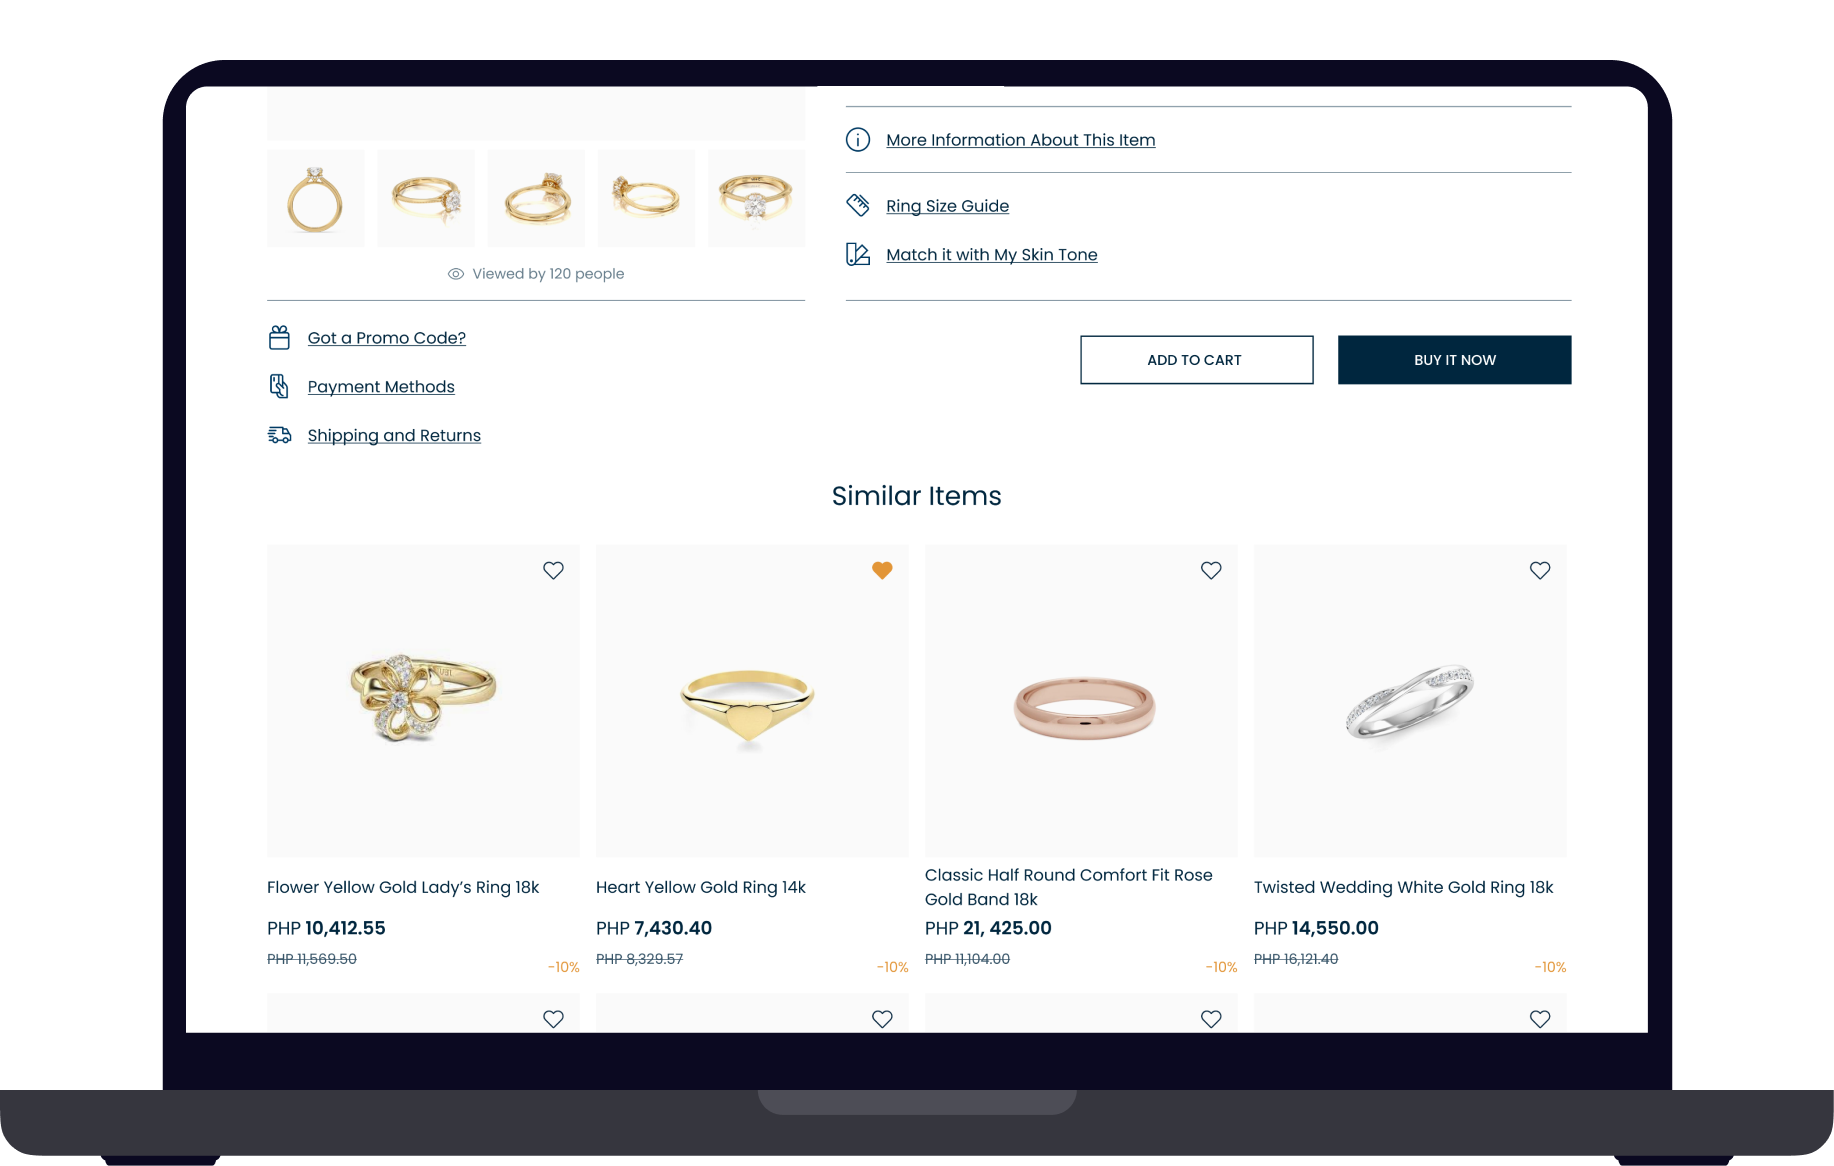 More Information About This Item
Ring Size Guide
Match it with My Skin Tone
Viewed by 120 people
Got a Promo Code?
Payment Methods
Shipping and Returns
ADD TO CART
BUY IT NOW
Similar Items
Flower Yellow Gold Lady’s Ring 18k
PHP 10,412.55
PHP 11,569.50
-10%
Heart Yellow Gold Ring 14k
PHP 7,430.40
PHP 8,329.57
-10%
Classic Half Round Comfort Fit Rose
Gold Band 18k
PHP 21, 425.00
PHP 11,104.00
-10%
Twisted Wedding White Gold Ring 18k
PHP 14,550.00
PHP 16,121.40
-10%